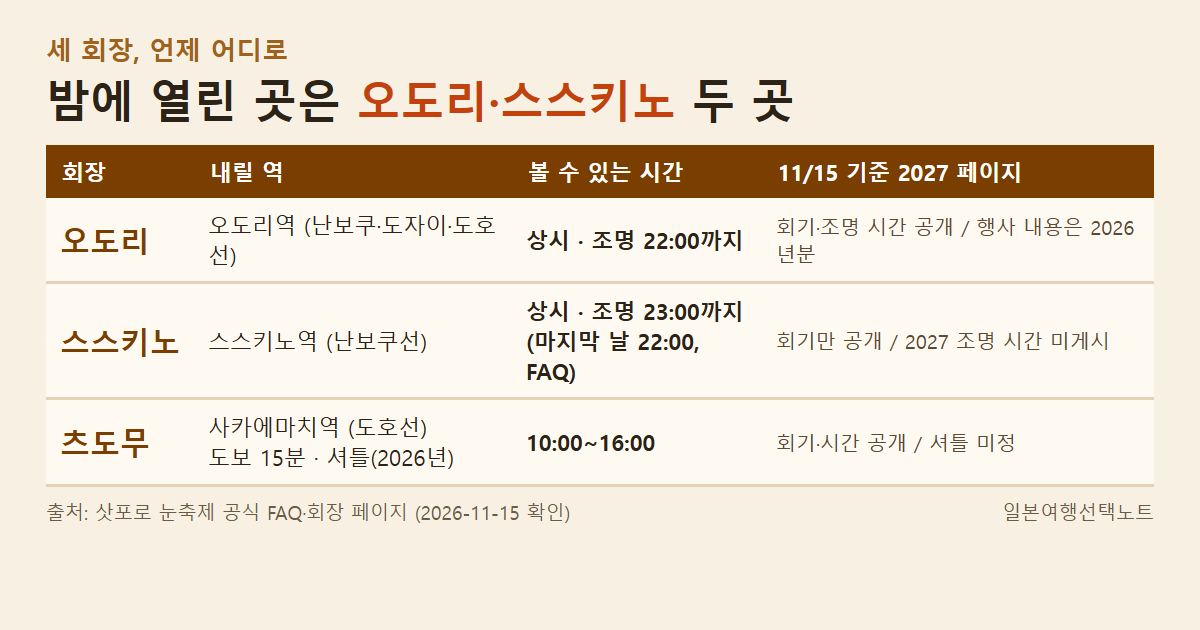 세 회장, 언제 어디로
밤에 열린 곳은 오도리·스스키노 두 곳
회장 내릴 역 볼 수 있는 시간 11/15 기준 2027 페이지
오도리
오도리역 (난보쿠·도자이·도호
선)
상시 · 조명 22:00까지
회기·조명 시간 공개 / 행사 내용은 2026
년분
스스키노
스스키노역 (난보쿠선)
상시 · 조명 23:00까지
(마지막 날 22:00,
FAQ)
회기만 공개 / 2027 조명 시간 미게시
츠도무
사카에마치역 (도호선)
도보 15분 · 셔틀(2026년)
10:00~16:00
회기·시간 공개 / 셔틀 미정
출처: 삿포로 눈축제 공식 FAQ·회장 페이지 (2026-11-15 확인)
일본여행선택노트